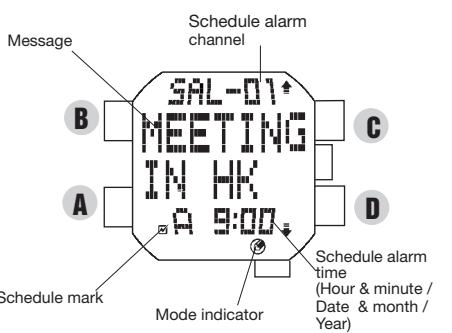 Schedule alarm
channel
Message
SAL-01
B
C
MEETING
IN HK
A
D
A 9:00
Schedule alarm
time
(Hour & minute /
Date & month /
Year)
Schedule mark
Mode indicator